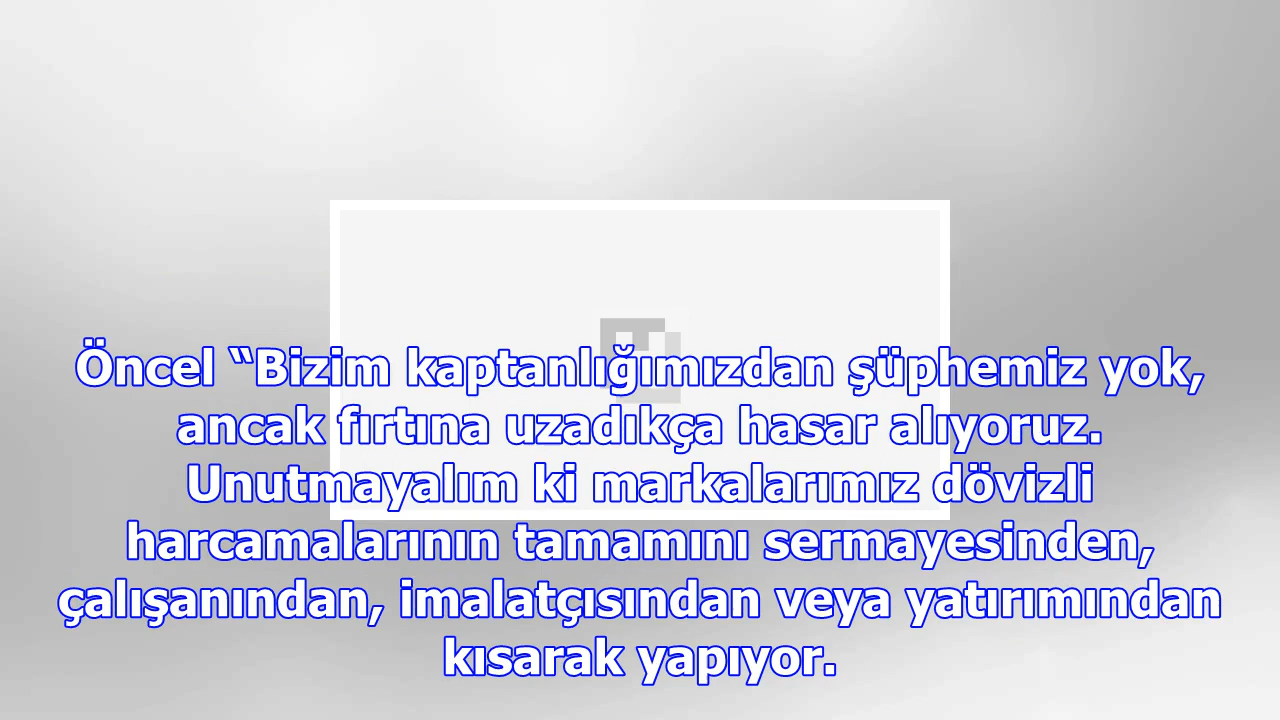 Öncel “Bizim kaptanlığımızdan şüphemiz yok,
ancak fırtına uzadıkça hasar alıyoruz.
Unutmayalım ki markalarımız dövizli
harcamalarının tamamını sermayesinden,
çalışanından, imalatçısından veya yatırımından
kısarak yapıyor.